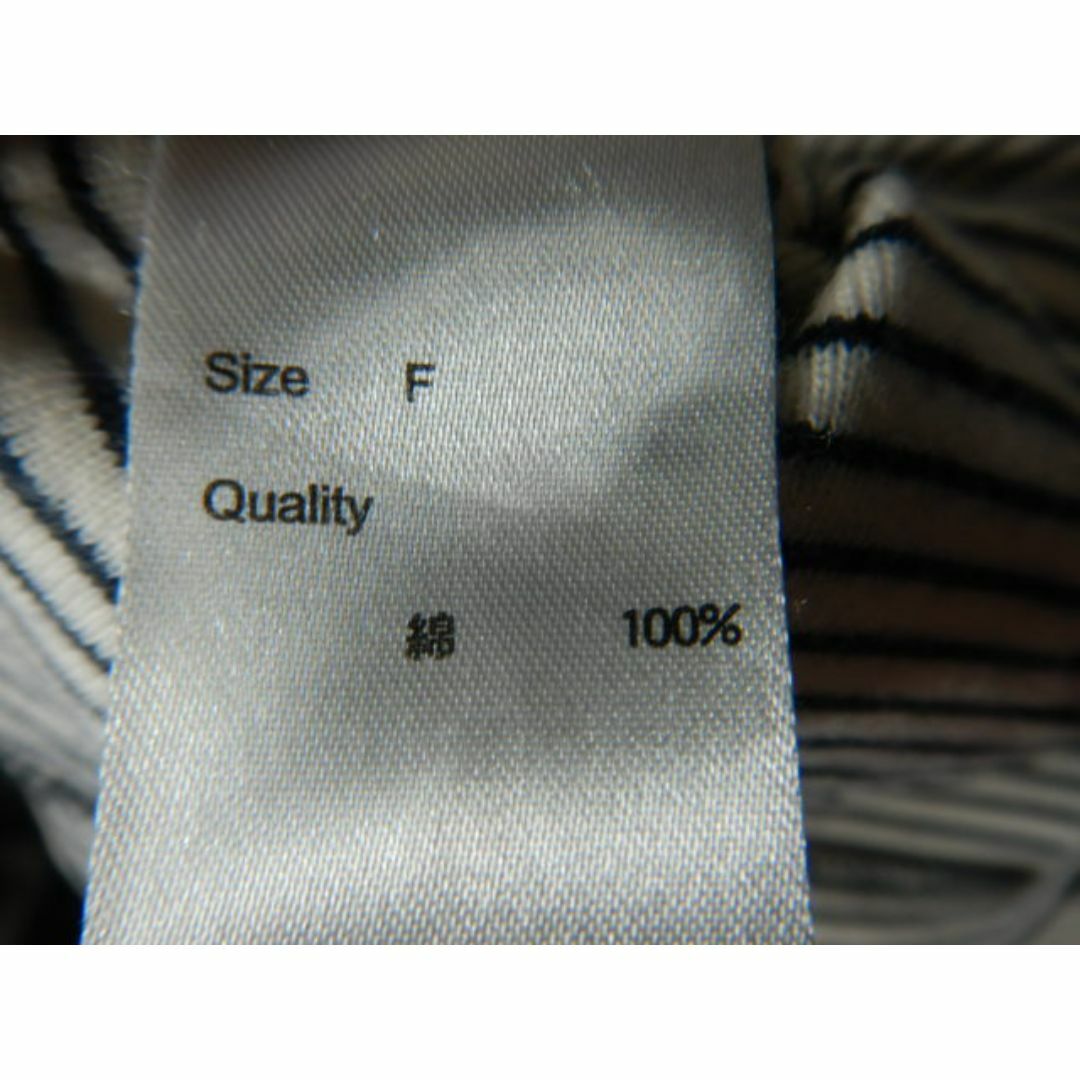 Size F
Quality
綿 100%